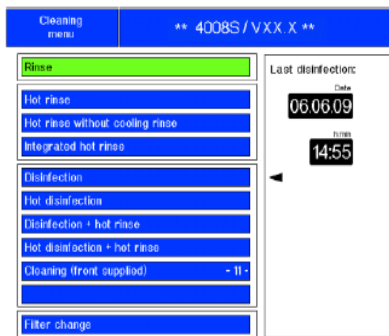 Cleaning menu
** 4008S / VXX.X **
Rinse
Hot rinse
Hot rinse without cooling rinse
Integrated hot rinse
Disinfection
Hot disinfection
Disinfection + hot rinse
Hot disinfection + hot rinse
Cleaning (front supplied) - 11 -
Filter change
Last disinfection:
Date
06.06.09
h:min
14:55